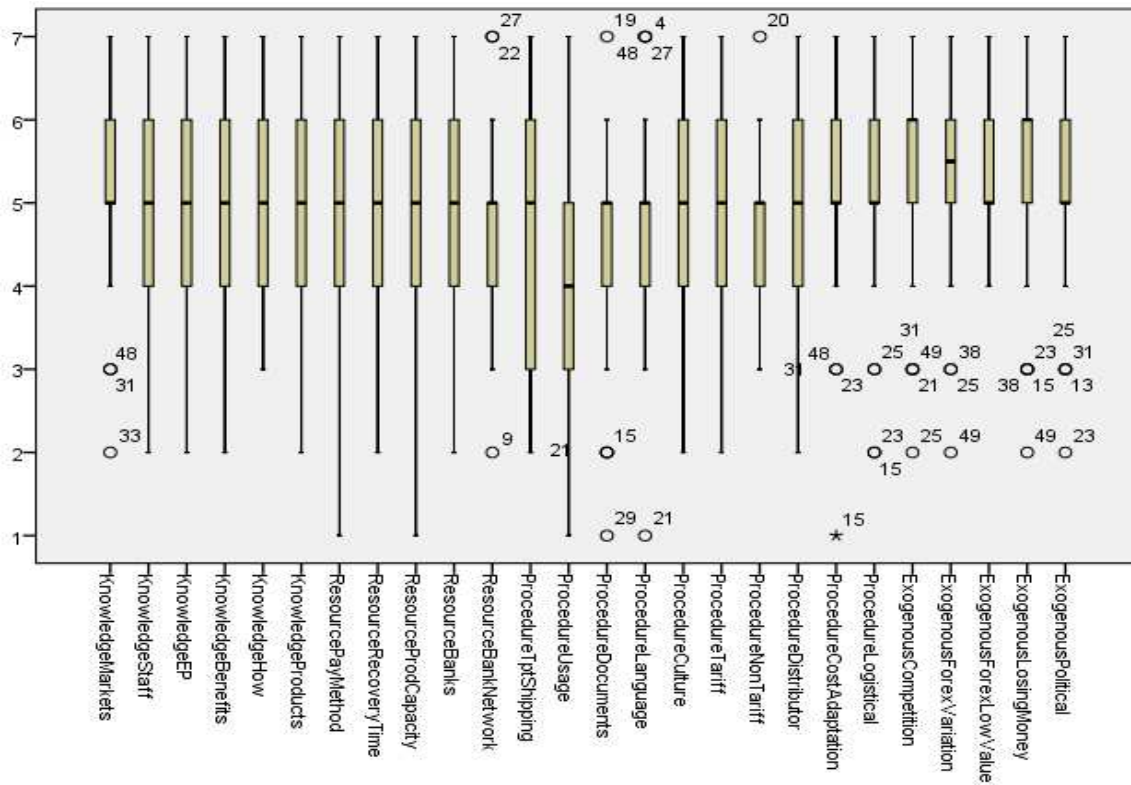 27
19
4
20
7
22
48
27
6
5
4
31
25
48
48
25
49
38
23
31
3
31
31
23
21
25
38
15
13
33
9
21
15
23
25
49
49
23
2
15
29
21
15
1
KnowledgeMarkets
KnowledgeStaff
KnowledgeEP
KnowledgeBenefits
KnowledgeHow
KnowledgeProducts
ResourcePayMethod
ResourceRecoveryTime
ResourceProdCapacity
ResourceBanks
ResourceBankNetwork
ProcedureTptShipping
ProcedureUsage
ProcedureDocuments
ProcedureLanguage
ProcedureCulture
ProcedureTariff
ProcedureNonTariff
ProcedureDistributor
ProcedureCostAdaptation
ProcedureLogistical
ExogenousCompetition
ExogenousForexVariation
ExogenousForexLowValue
ExogenousLosingMoney
ExogenousPolitical